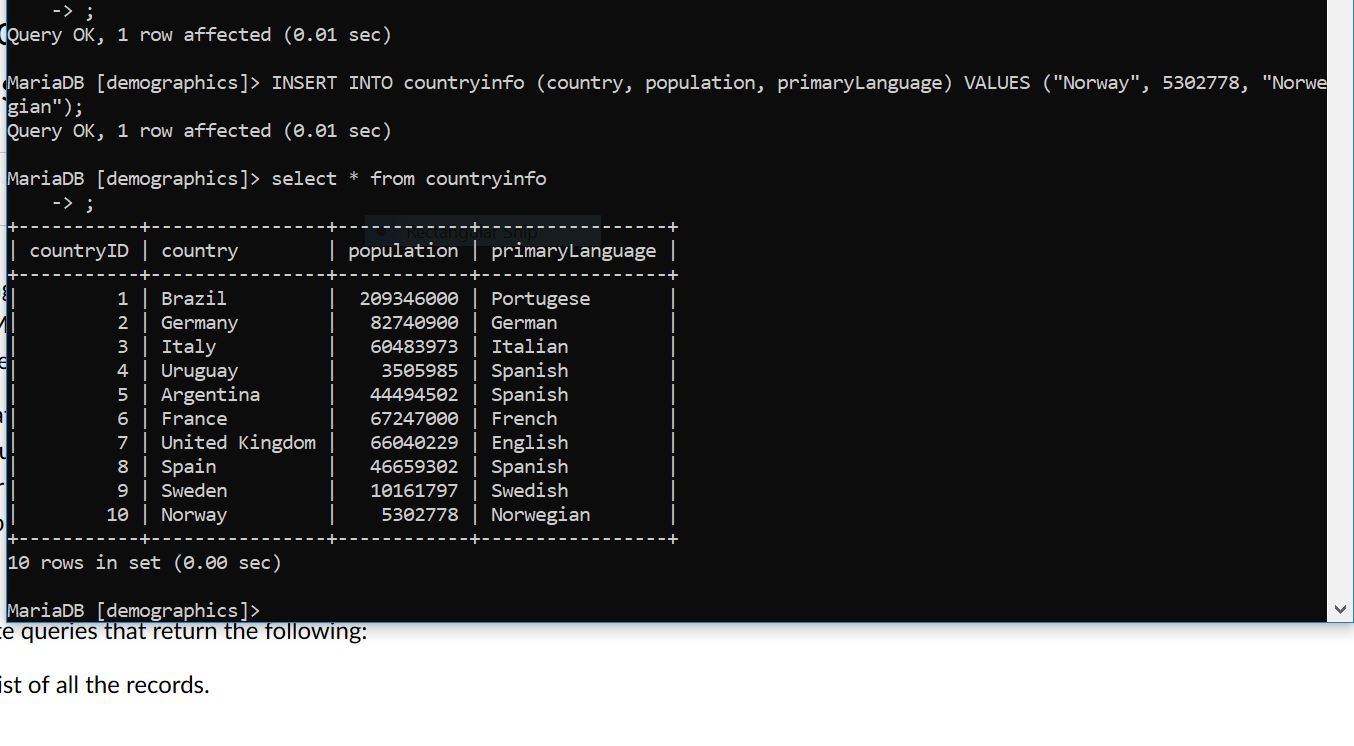 -> ;
Query OK, 1 row affected (0.01 sec)
MariaDB [demographics]> INSERT INTO countryinfo (country, population, primaryLanguage) VALUES ("Norway", 5302778, "Norwe
gian");
Query OK, 1 row affected (0.01 sec)
MariaDB [demographics]> select * from countryinfo
-> ;
+-----------+----------------+------------+-----------------+
| countryID | country | population | primaryLanguage |
+-----------+----------------+------------+-----------------+
| 1 | Brazil | 209346000 | Portugese |
| 2 | Germany | 82740900 | German |
| 3 | Italy | 60483973 | Italian |
| 4 | Uruguay | 3505985 | Spanish |
| 5 | Argentina | 44494502 | Spanish |
| 6 | France | 67247000 | French |
| 7 | United Kingdom | 66040229 | English |
| 8 | Spain | 46659302 | Spanish |
| 9 | Sweden | 10161797 | Swedish |
| 10 | Norway | 5302778 | Norwegian |
+-----------+----------------+------------+-----------------+
10 rows in set (0.00 sec)
MariaDB [demographics]>
te queries that return the following:
ist of all the records.